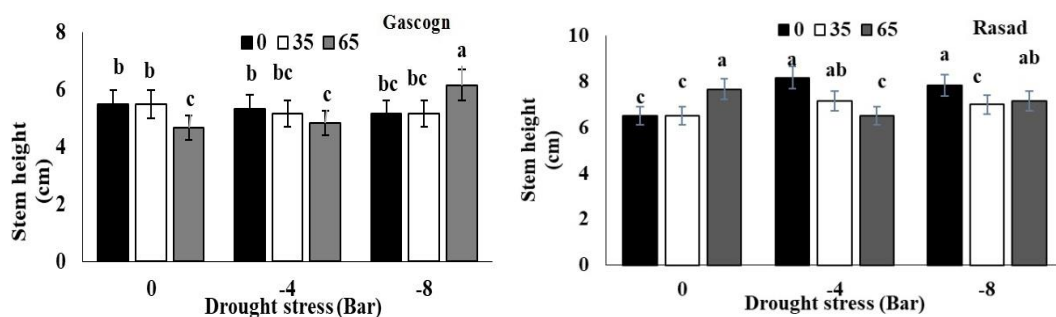 Gascogn
0 35 65
8
6
4
2
0
Stem height
(cm)
b b c b bc c bc bc a
0 -4 -8
Drought stress (Bar)
Rasad
0 35 65
10
8
6
4
2
0
Stem height
(cm)
c c a a ab c a c ab
0 -4 -8
Drought stress (Bar)